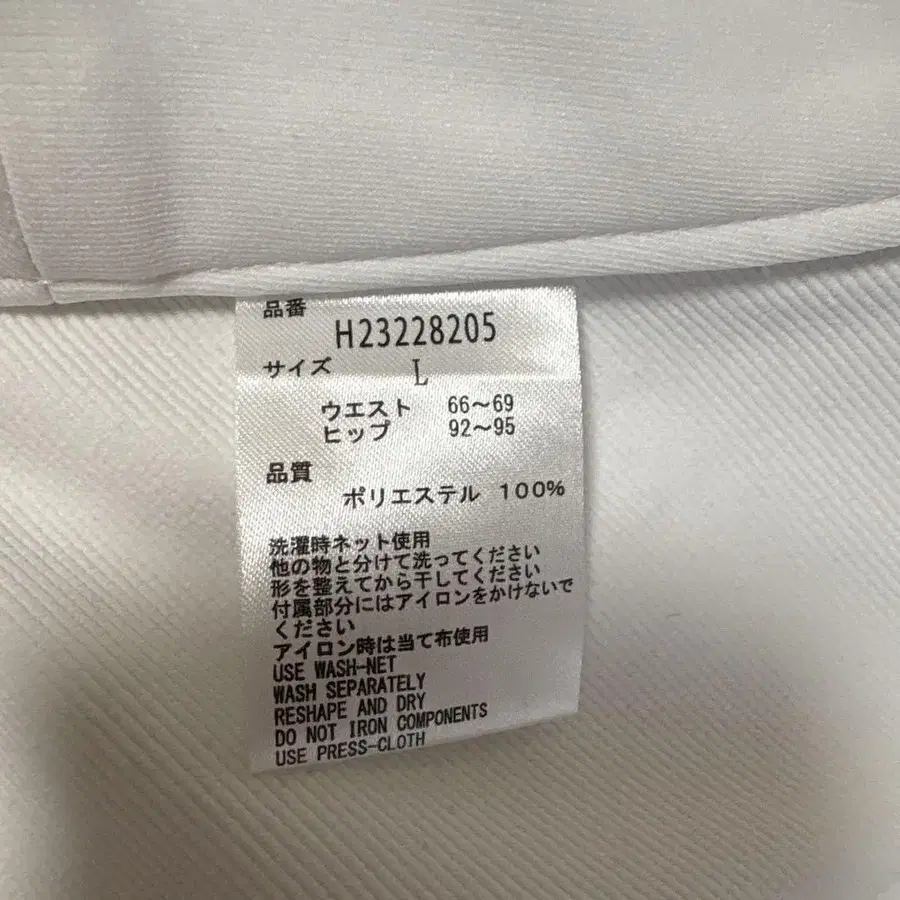 品番
H23228205
サイズ L
ウエスト 66～69
ヒップ 92～95
品質
ポリエステル 100%
洗濯時ネット使用
他の物と分けて洗ってください
形を整えてから干してください
付属部分にはアイロンをかけないで
ください
アイロン時は当て布使用
USE WASH-NET
WASH SEPARATELY
RESHAPE AND DRY
DO NOT IRON COMPONENTS
USE PRESS-CLOTH